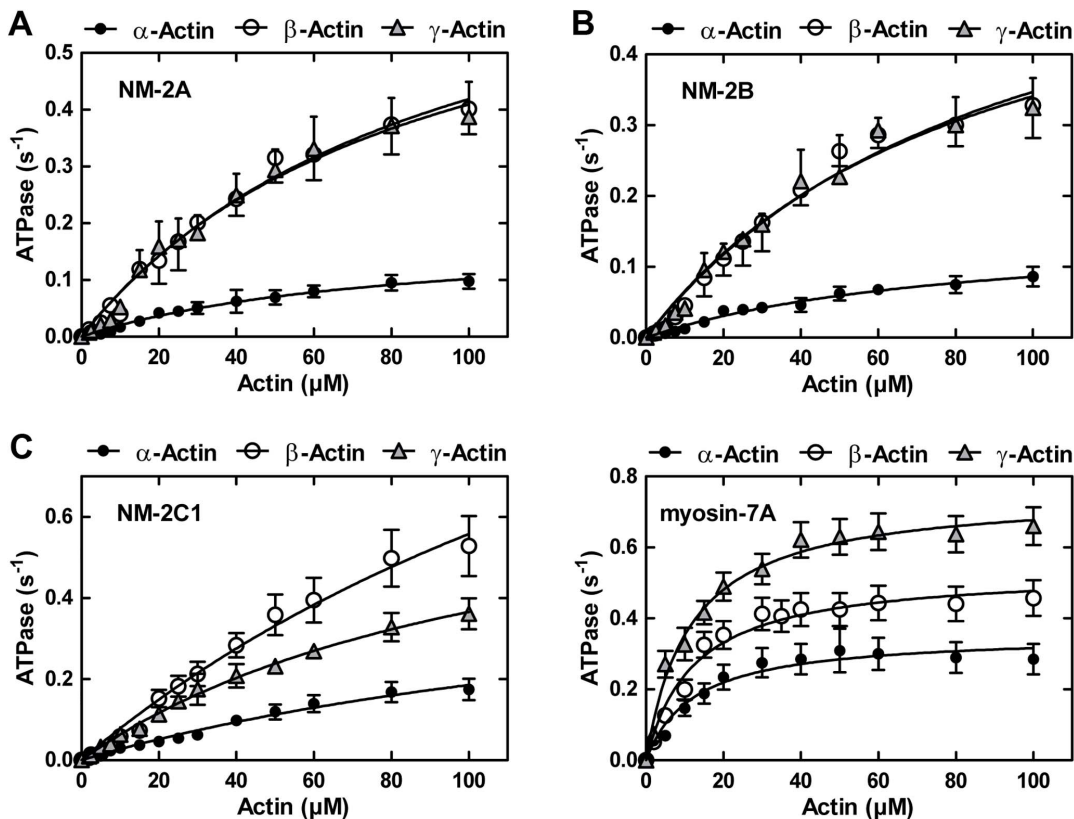 A
α-Actin β-Actin γ-Actin
NM-2A
ATPase (s-1)
0.5
0.4
0.3
0.2
0.1
0.0
0 20 40 60 80 100
Actin (µM)
B
α-Actin β-Actin γ-Actin
NM-2B
ATPase (s-1)
0.4
0.3
0.2
0.1
0.0
0 20 40 60 80 100
Actin (µM)
C
α-Actin β-Actin γ-Actin
NM-2C1
ATPase (s-1)
0.6
0.4
0.2
0.0
0 20 40 60 80 100
Actin (µM)
α-Actin β-Actin γ-Actin
myosin-7A
ATPase (s-1)
0.8
0.6
0.4
0.2
0.0
0 20 40 60 80 100
Actin (µM)